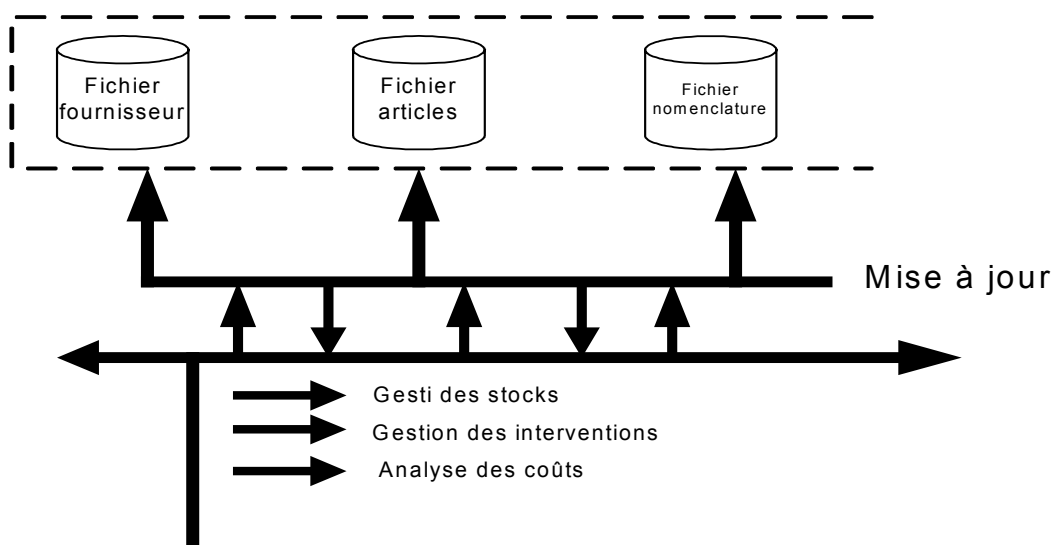 Fichier
fournisseur
Fichier
articles
Fichier
nomenclature
Mise à jour
Gesti des stocks
Gestion des interventions
Analyse des coûts